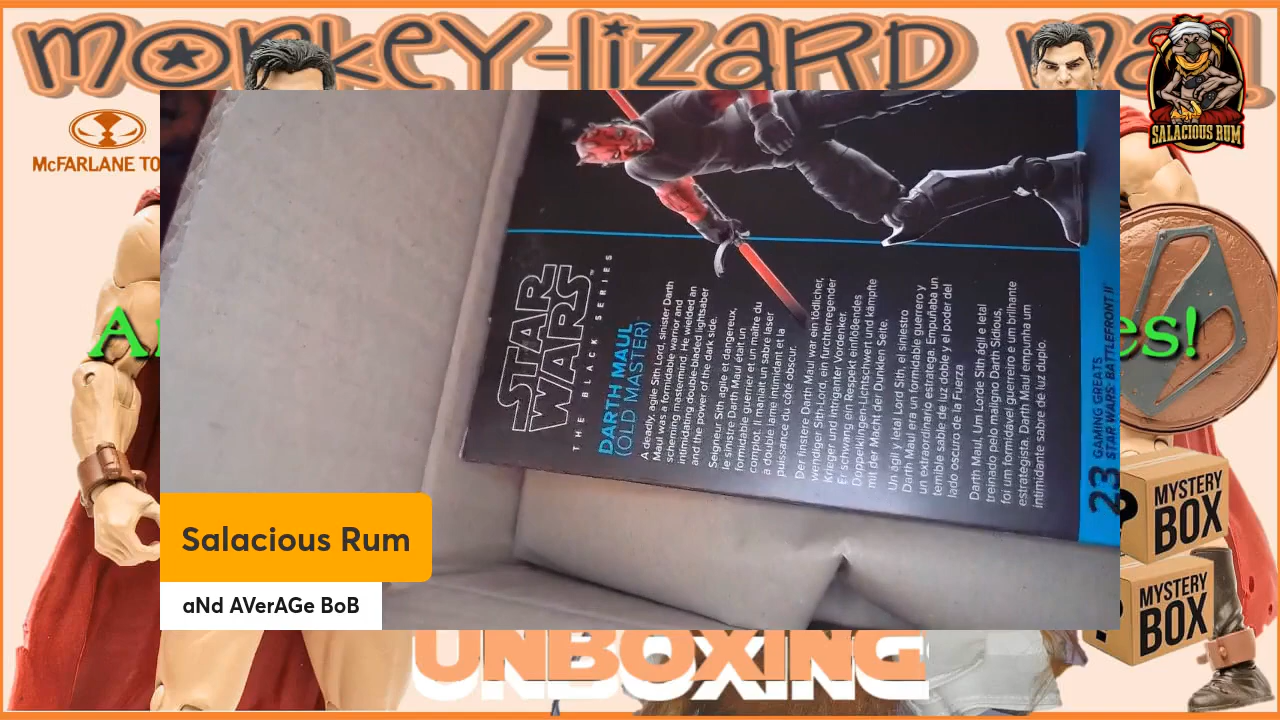 monkey-lizard wail
SALACIOUS RUM
McFARLANE TO
STAR
WARS
THE BLACK SERIES
DARTH MAUL
(OLD MASTER)
A deadly, agile Sith Lord, sinister Darth
Maul was a formidable warrior and
scheming mastermind. He wielded an
intimidating double-bladed lightsaber
and the power of the dark side.
Seigneur Sith agile et dangereux,
le sinistre Darth Maul était un
formidable guerrier et un maître du
complot. Il maniait un sabre laser
à double lame intimidant et la
puissance du côté obscur.
Der finstere Darth Maul war ein tödlicher,
wendiger Sith-Lord, ein furchterregender
Krieger und intriganter Vordenker.
Er schwang ein Respekt einflößendes
Doppelklingen-Lichtschwert und kämpfte
mit der Macht der Dunklen Seite.
Un ágil y letal Lord Sith, el siniestro
Darth Maul era un formidable guerrero y
un extraordinario estratega. Empuñaba un
temible sable de luz doble y el poder del
lado oscuro de la Fuerza
Darth Maul, Um Lorde Sith ágil e letal
treinado pelo maligno Darth Sidious,
foi um formidável guerreiro e um brilhante
estrategista. Darth Maul empunha um
intimidante sabre de luz duplo.
23
GAMING GREATS
STAR WARS: BATTLEFRONT II
es!
MYSTERY
BOX
MYSTERY
BOX
Salacious Rum
aNd AVerAGe BoB
UNBOXING